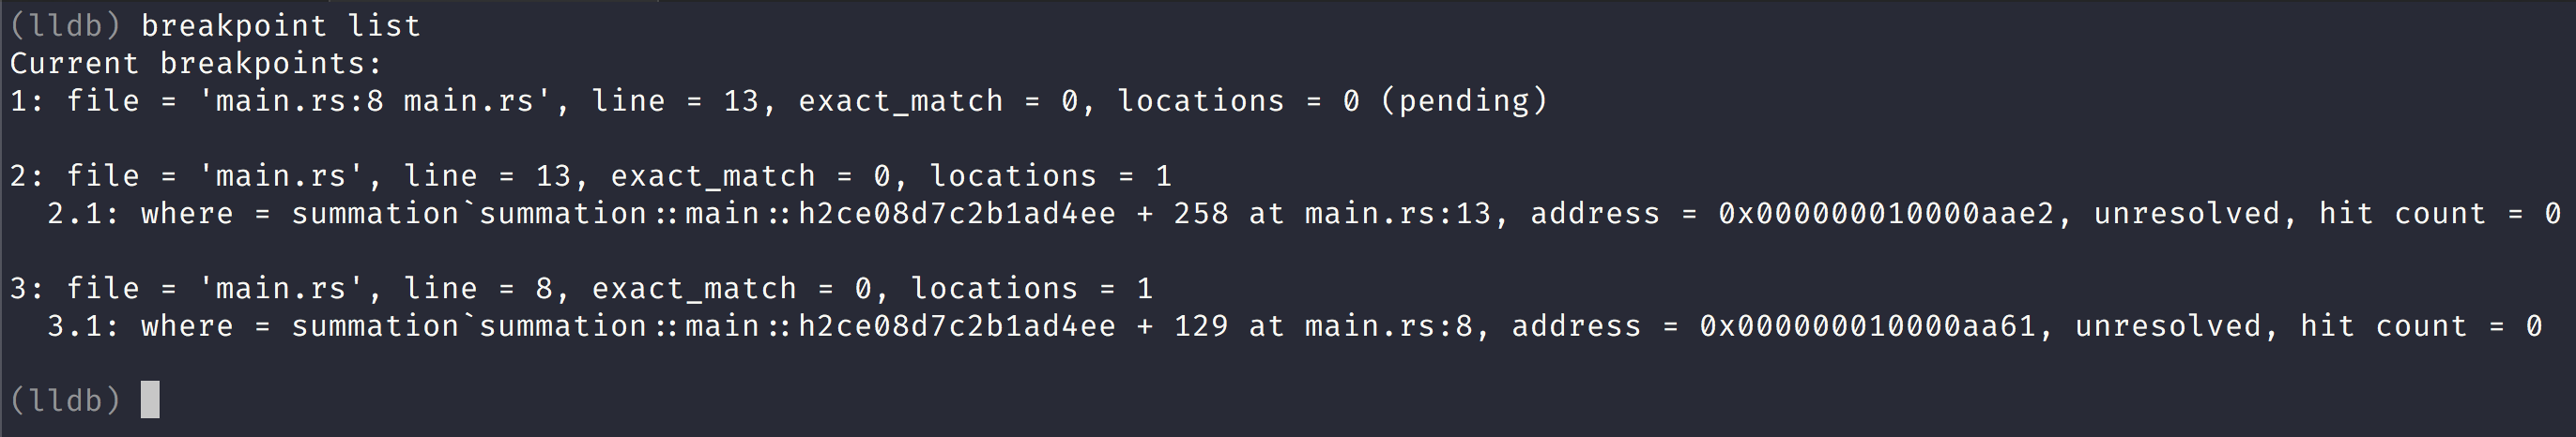 (lldb) breakpoint list
Current breakpoints:
1: file = 'main.rs:8 main.rs', line = 13, exact_match = 0, locations = 0 (pending)
2: file = 'main.rs', line = 13, exact_match = 0, locations = 1
2.1: where = summation`summation::main::h2ce08d7c2b1ad4ee + 258 at main.rs:13, address = 0x000000010000aae2, unresolved, hit count = 0
3: file = 'main.rs', line = 8, exact_match = 0, locations = 1
3.1: where = summation`summation::main::h2ce08d7c2b1ad4ee + 129 at main.rs:8, address = 0x000000010000aa61, unresolved, hit count = 0
(lldb)